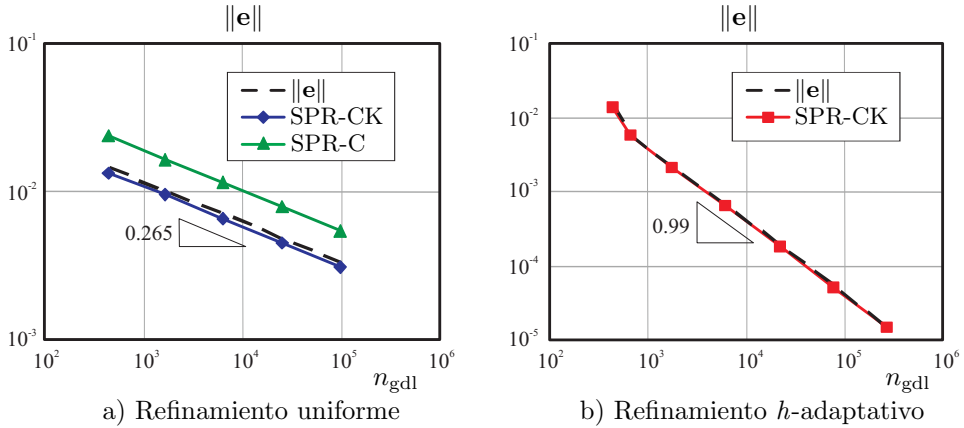 ‖e‖
10^-1
10^-2
10^-3
10^2
10^3
10^4
10^5
10^6
‖e‖
SPR-CK
SPR-C
0.265
n_gdl
a) Refinamiento uniforme
‖e‖
10^-1
10^-2
10^-3
10^-4
10^-5
10^2
10^3
10^4
10^5
10^6
‖e‖
SPR-CK
0.99
n_gdl
b) Refinamiento h-adaptativo